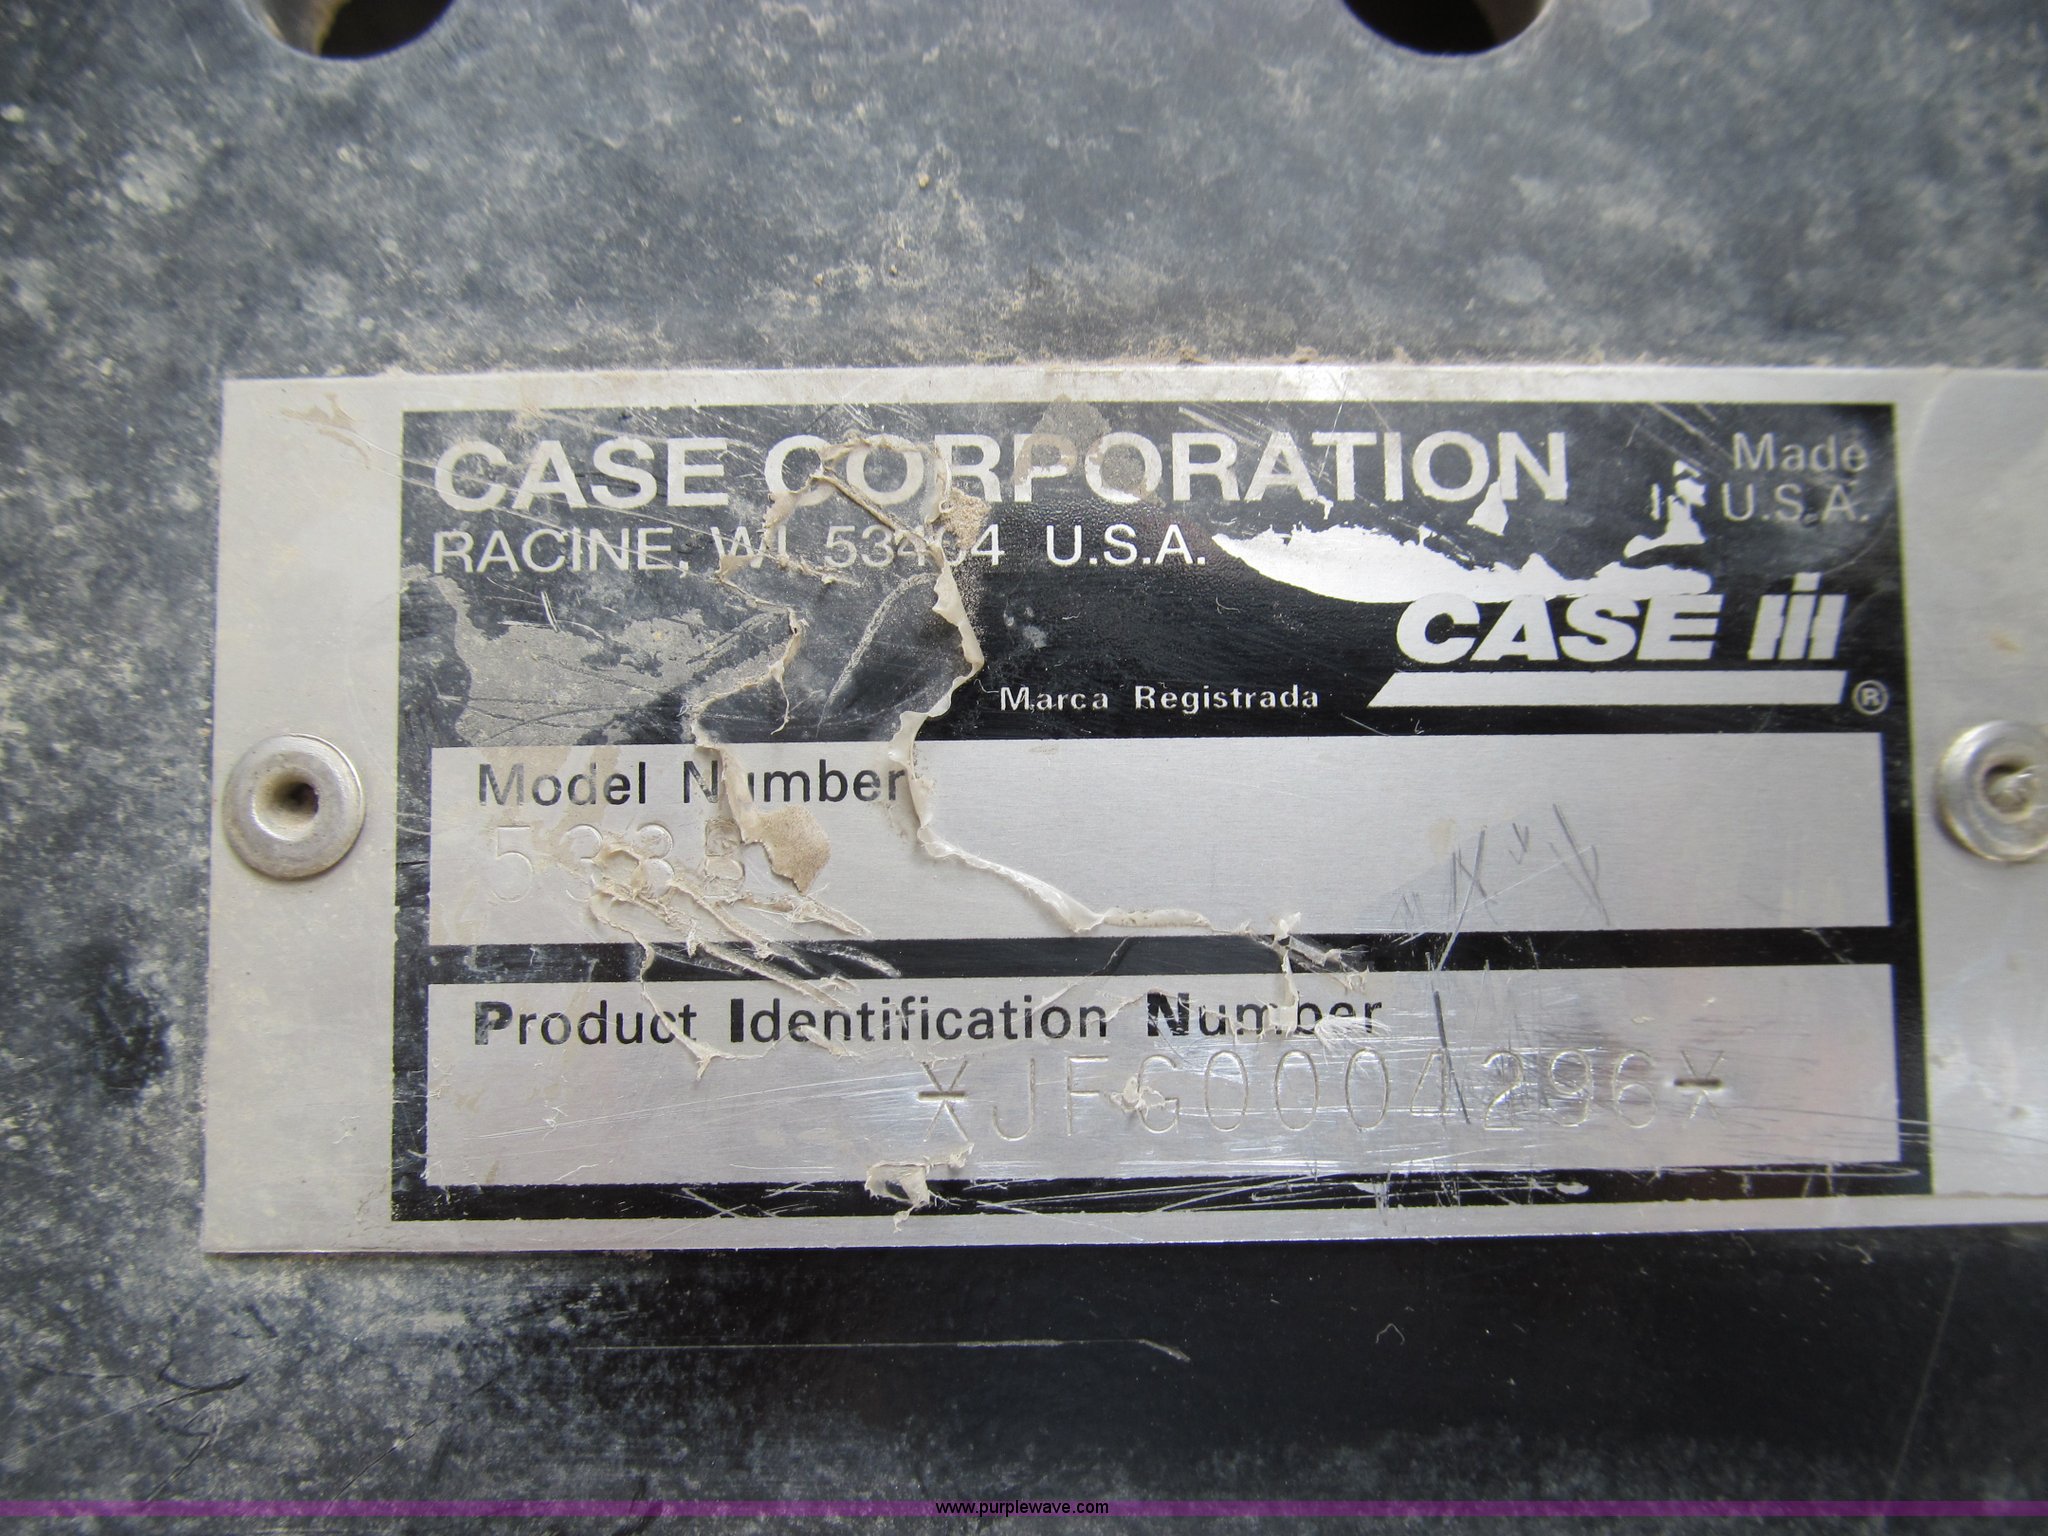 CASE CORPORATION
Made
In U.S.A.
RACINE, WI 53404 U.S.A.
CASE IH
Marca Registrada ®
Model Number
Product Identification Number
*JFG0004296*
www.purplewave.com